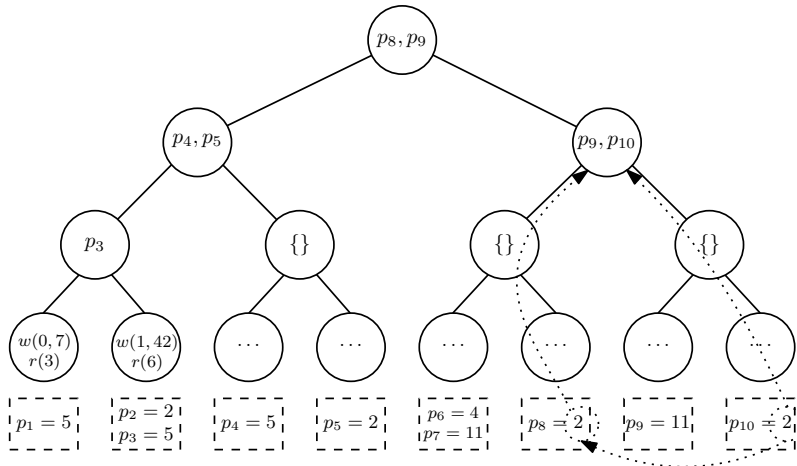 p₈, p₉
p₄, p₅
p₉, p₁₀
p₃
{}
{}
{}
w(0, 7)
r(3)
w(1, 42)
r(6)
...
...
...
...
...
...
p₁ = 5
p₂ = 2
p₃ = 5
p₄ = 5
p₅ = 2
p₆ = 4
p₇ = 11
p₈ = 2
p₉ = 11
p₁₀ = 2